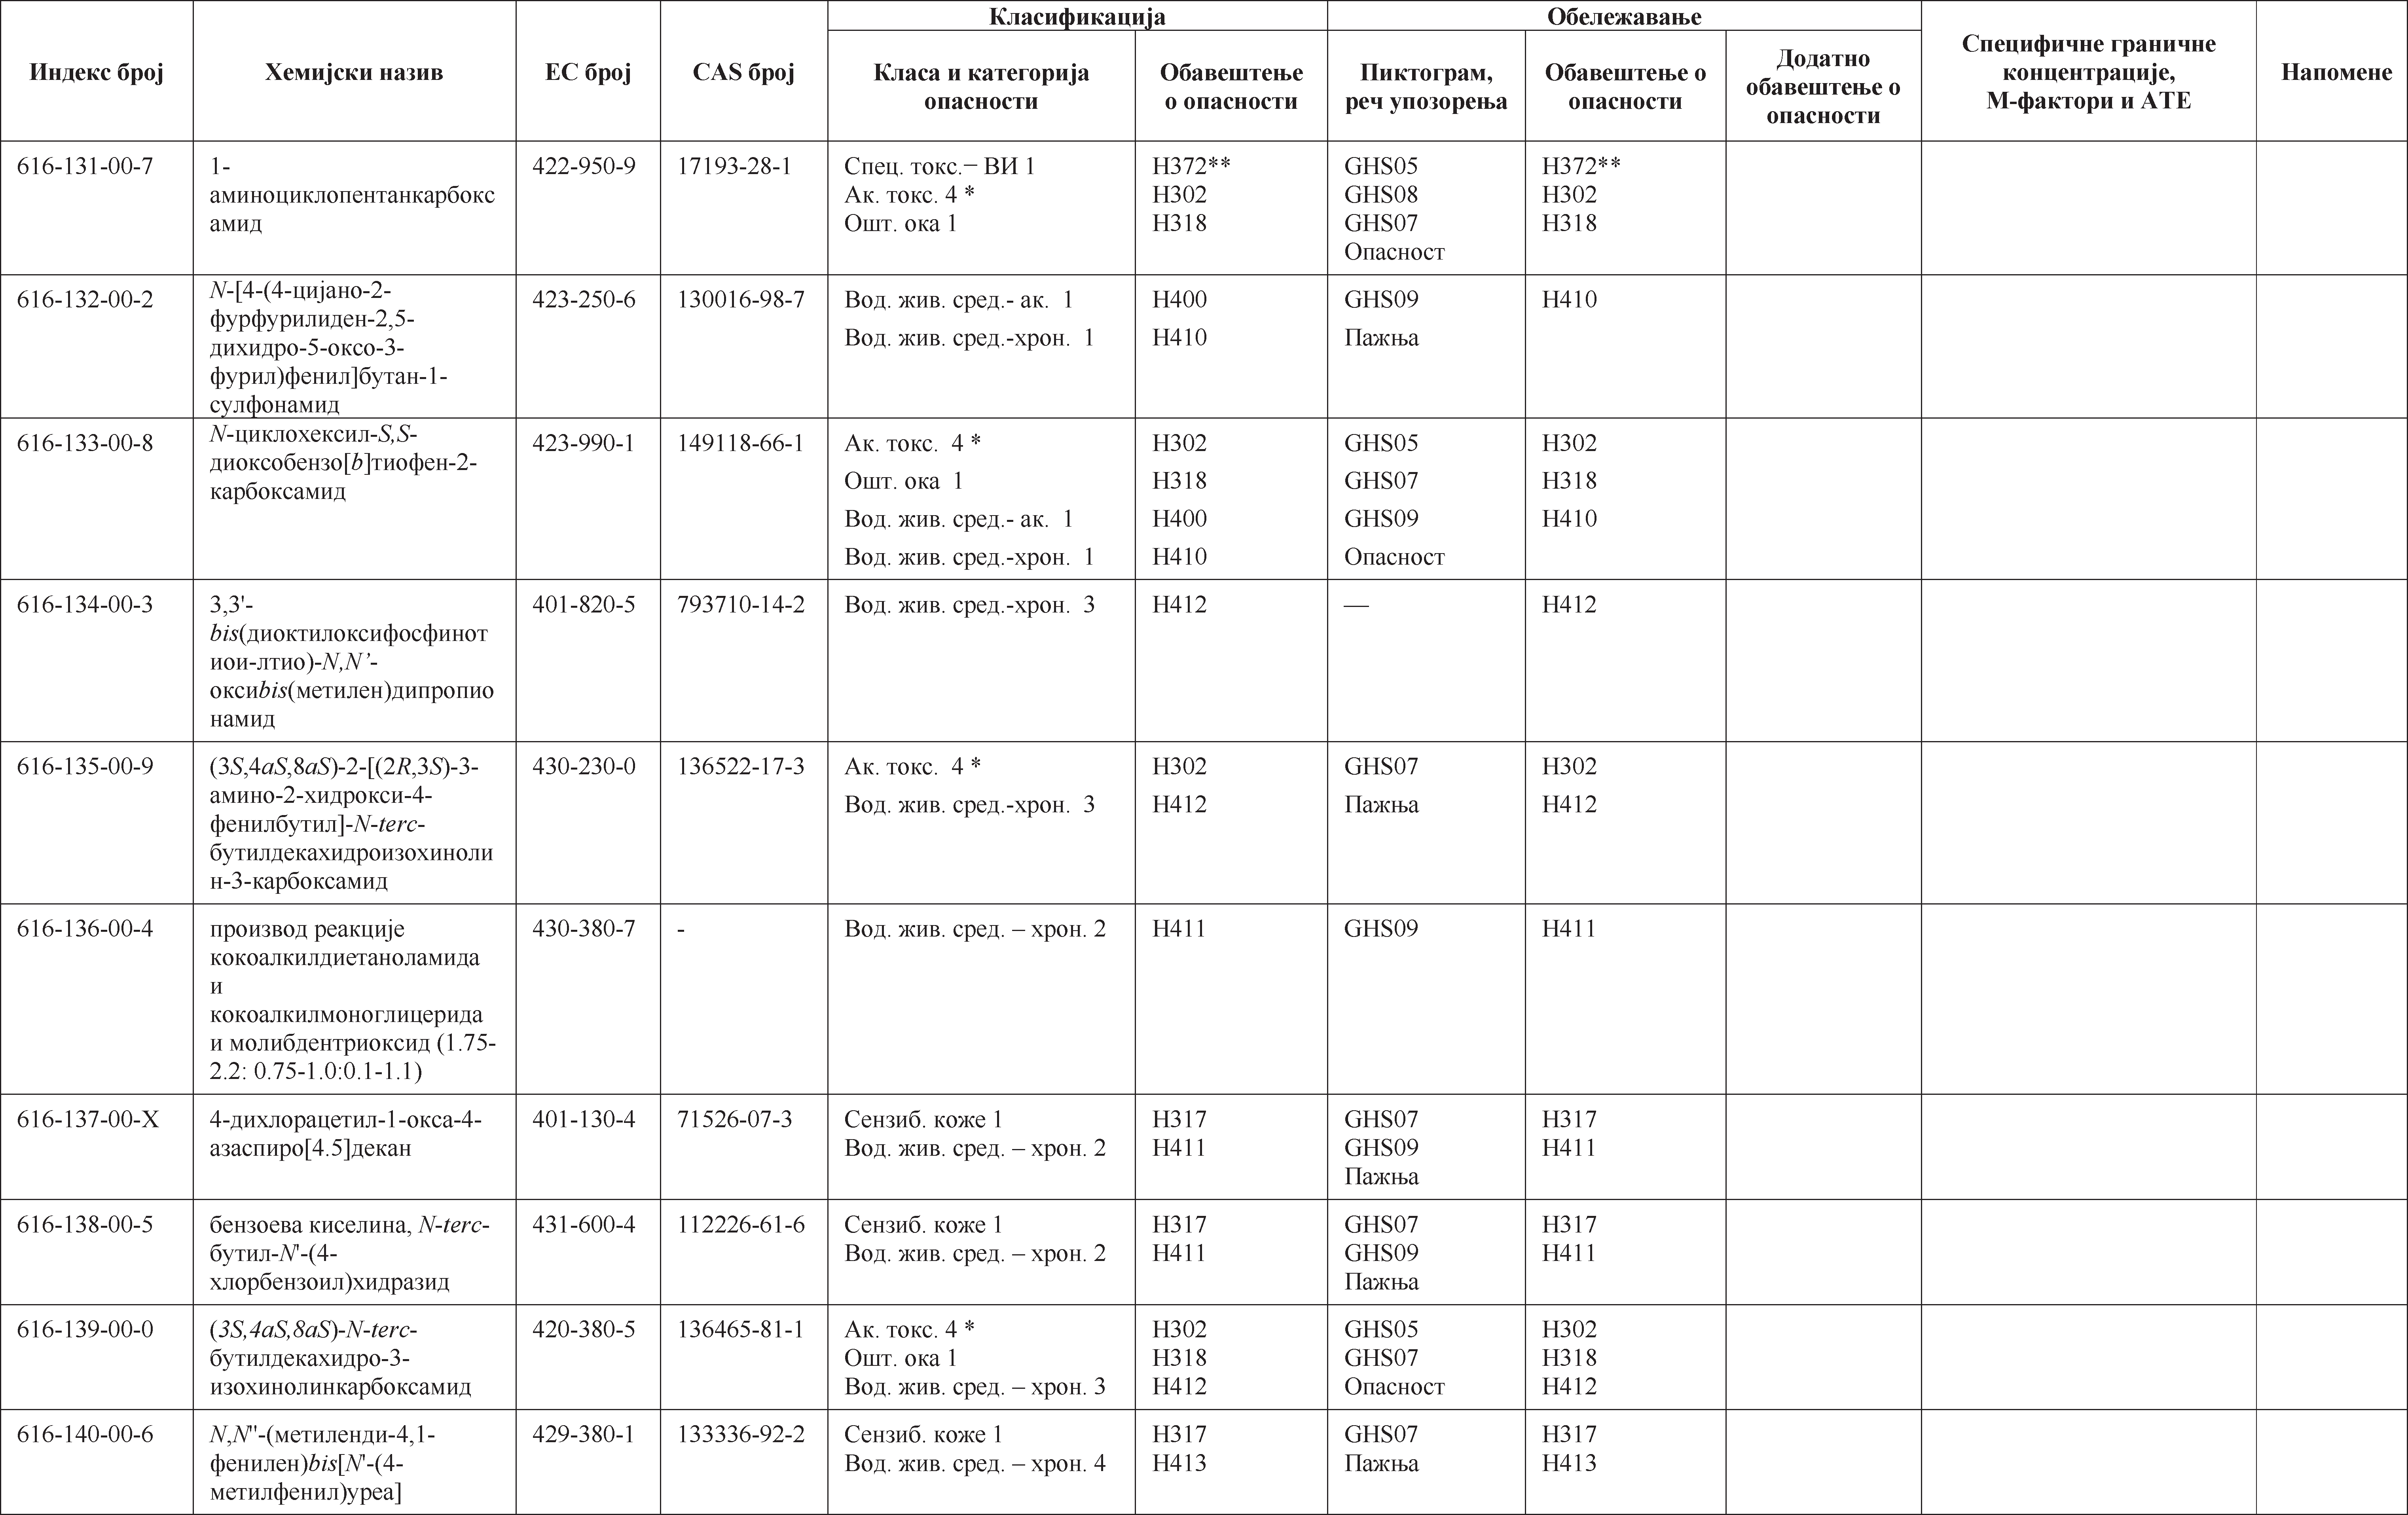 Класификација
Обележавање
Индекс број
Хемијски назив
ЕС број
CAS број
Класа и категорија
опасности
Обавештење
о опасности
Пиктограм,
реч упозорења
Обавештење о
опасности
Додатно
обавештење о
опасности
Специфичне граничне
концентрације,
М-фактори и АТЕ
Напомене
616-131-00-7
1-
аминоциклопентанкарбокс
амид
422-950-9
17193-28-1
Спец. токс.− ВИ 1
Ак. токс. 4 *
Ошт. ока 1
H372**
H302
H318
GHS05
GHS08
GHS07
Опасност
H372**
H302
H318
616-132-00-2
N-[4-(4-цијано-2-
фурфурилиден-2,5-
дихидро-5-оксо-3-
фурил)фенил]бутан-1-
сулфонамид
423-250-6
130016-98-7
Вод. жив. сред.- ак. 1
Вод. жив. сред.-хрон. 1
H400
H410
GHS09
Пажња
H410
616-133-00-8
N-циклохексил-S,S-
диоксобензо[b]тиофен-2-
карбоксамид
423-990-1
149118-66-1
Ак. токс. 4 *
Ошт. ока 1
Вод. жив. сред.- ак. 1
Вод. жив. сред.-хрон. 1
H302
H318
H400
H410
GHS05
GHS07
GHS09
Опасност
H302
H318
H410
616-134-00-3
3,3'-
bis(диоктилоксифосфинот
иои-лтио)-N,N’-
оксиbis(метилен)дипропио
намид
401-820-5
793710-14-2
Вод. жив. сред.-хрон. 3
H412
—
H412
616-135-00-9
(3S,4aS,8aS)-2-[(2R,3S)-3-
амино-2-хидрокси-4-
фенилбутил]-N-terc-
бутилдекахидроизохиноли
н-3-карбоксамид
430-230-0
136522-17-3
Ак. токс. 4 *
Вод. жив. сред.-хрон. 3
H302
H412
GHS07
Пажња
H302
H412
616-136-00-4
производ реакције
кокоалкилдиетаноламида
и
кокоалкилмоноглицерида
и молибдентриоксид (1.75-
2.2: 0.75-1.0:0.1-1.1)
430-380-7
-
Вод. жив. сред. – хрон. 2
H411
GHS09
H411
616-137-00-X
4-дихлорацетил-1-окса-4-
азаспиро[4.5]декан
401-130-4
71526-07-3
Сензиб. коже 1
Вод. жив. сред. – хрон. 2
H317
H411
GHS07
GHS09
Пажња
H317
H411
616-138-00-5
бензоева киселина, N-terc-
бутил-N'-(4-
хлорбензоил)хидразид
431-600-4
112226-61-6
Сензиб. коже 1
Вод. жив. сред. – хрон. 2
H317
H411
GHS07
GHS09
Пажња
H317
H411
616-139-00-0
(3S,4aS,8aS)-N-terc-
бутилдекахидро-3-
изохинолинкарбоксамид
420-380-5
136465-81-1
Ак. токс. 4 *
Ошт. ока 1
Вод. жив. сред. – хрон. 3
H302
H318
H412
GHS05
GHS07
Опасност
H302
H318
H412
616-140-00-6
N,N''-(метиленди-4,1-
фенилен)bis[N'-(4-
метилфенил)уреа]
429-380-1
133336-92-2
Сензиб. коже 1
Вод. жив. сред. – хрон. 4
H317
H413
GHS07
Пажња
H317
H413